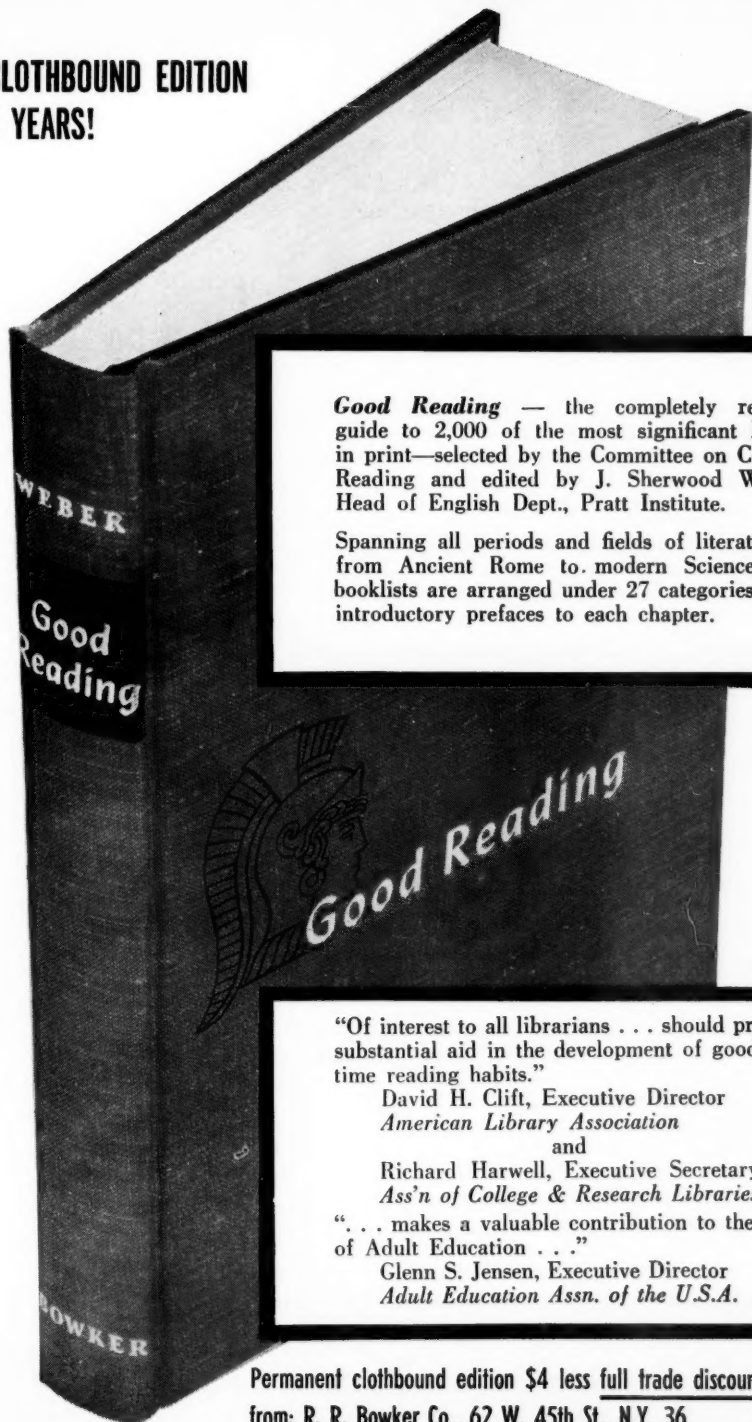 LOTHBOUND EDITION
YEARS!
WEBER
Good
Reading
Good Reading
BOWKER
Good Reading — the completely re
guide to 2,000 of the most significant
in print—selected by the Committee on C
Reading and edited by J. Sherwood W
Head of English Dept., Pratt Institute.
Spanning all periods and fields of literat
from Ancient Rome to. modern Science
booklists are arranged under 27 categories
introductory prefaces to each chapter.
“Of interest to all librarians . . . should pr
substantial aid in the development of good
time reading habits.”
David H. Clift, Executive Director
American Library Association
and
Richard Harwell, Executive Secretary
Ass'n of College & Research Libraries
“. . . makes a valuable contribution to the
of Adult Education . . .”
Glenn S. Jensen, Executive Director
Adult Education Assn. of the U.S.A.
Permanent clothbound edition $4 less full trade discoun
from: R. R. Bowker Co., 62 W. 45th St., N.Y. 36